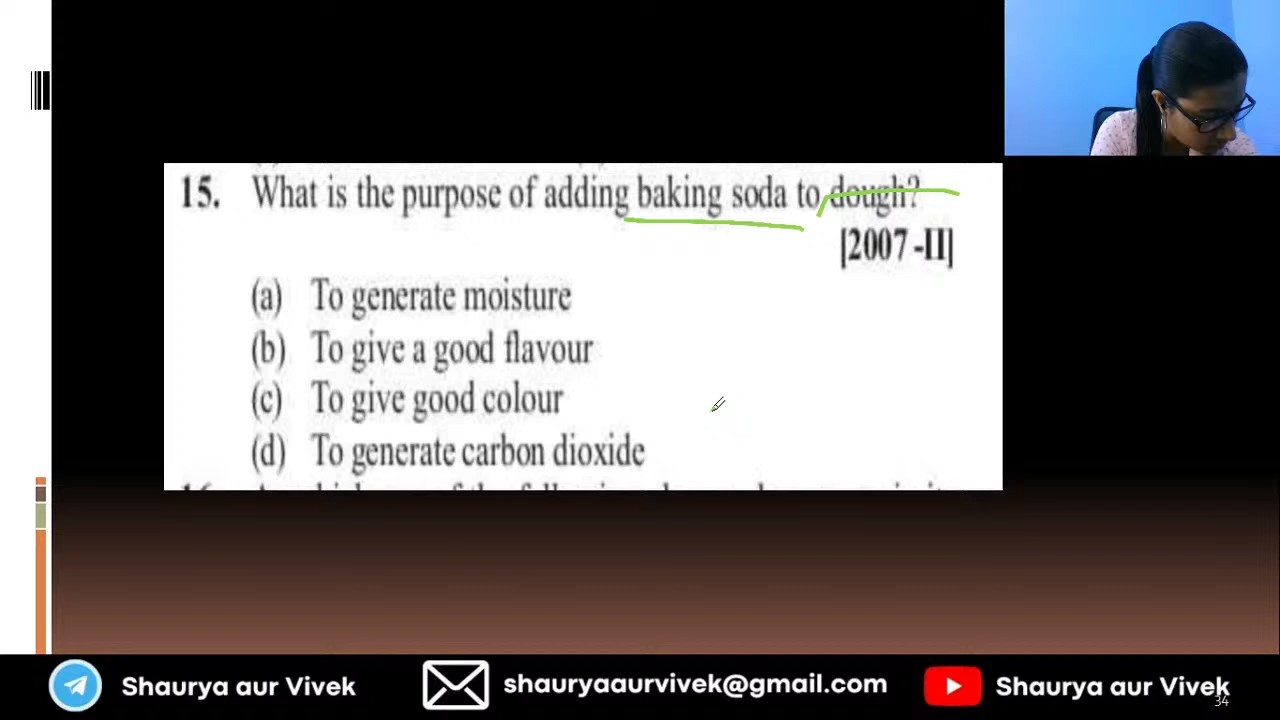 15. What is the purpose of adding baking soda to dough?
[2007 -II]
(a) To generate moisture
(b) To give a good flavour
(c) To give good colour
(d) To generate carbon dioxide
Shaurya aur Vivek
shauryaaurvivek@gmail.com
Shaurya aur Vivek
34